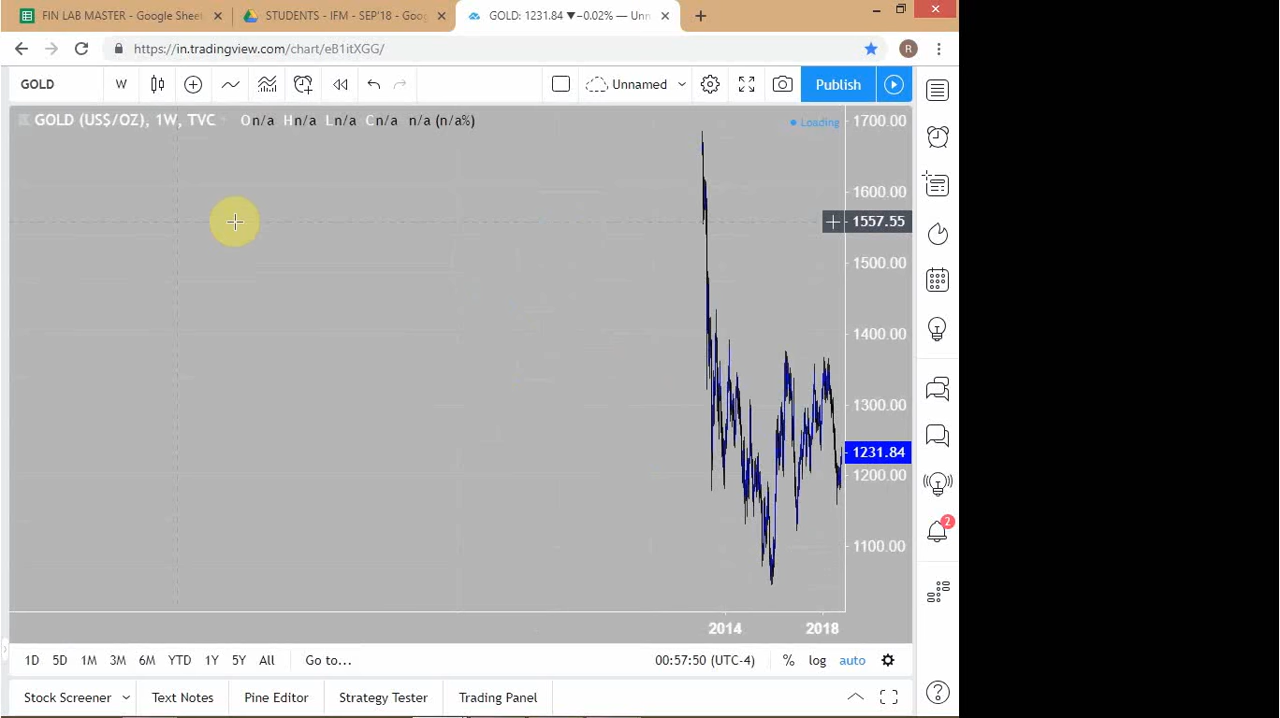 FIN LAB MASTER - Google Sheet
STUDENTS - IFM - SEP'18 - Goog
GOLD: 1231.84 ▼−0.02% — Unn
https://in.tradingview.com/chart/eB1itXGG/
R
GOLD
W
Unnamed
Publish
GOLD (US$/OZ), 1W, TVC
On/a Hn/a Ln/a Cn/a n/a (n/a%)
Loading
1700.00
1600.00
1557.55
1500.00
1400.00
1300.00
1231.84
1200.00
1100.00
2014
2018
2
1D 5D 1M 3M 6M YTD 1Y 5Y All Go to...
00:57:50 (UTC-4) % log auto
Stock Screener Text Notes Pine Editor Strategy Tester Trading Panel